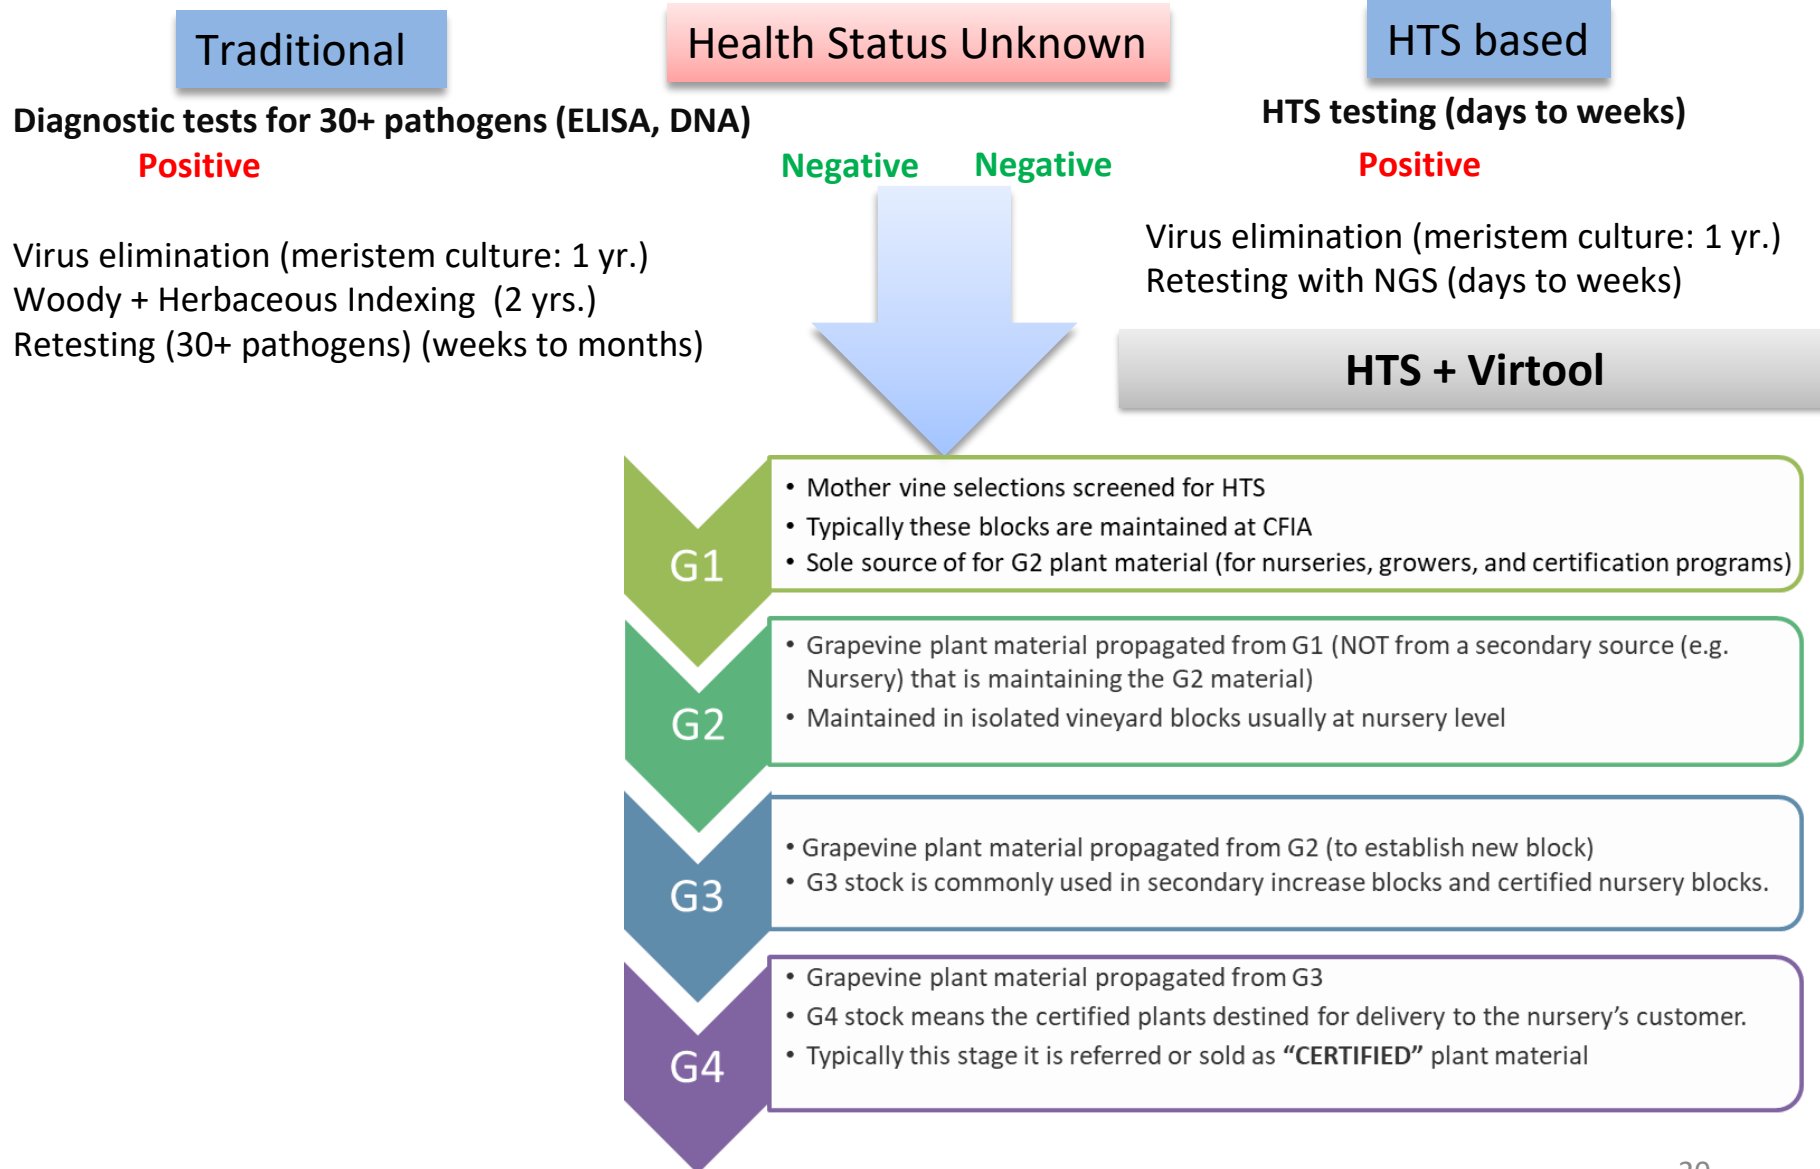 Traditional
Health Status Unknown
HTS based
Diagnostic tests for 30+ pathogens (ELISA, DNA)
HTS testing (days to weeks)
Positive
Negative
Negative
Positive
Virus elimination (meristem culture: 1 yr.)
Woody + Herbaceous Indexing (2 yrs.)
Retesting (30+ pathogens) (weeks to months)
Virus elimination (meristem culture: 1 yr.)
Retesting with NGS (days to weeks)
HTS + Virtool
G1
• Mother vine selections screened for HTS
• Typically these blocks are maintained at CFIA
• Sole source of for G2 plant material (for nurseries, growers, and certification programs)
G2
• Grapevine plant material propagated from G1 (NOT from a secondary source (e.g.
Nursery) that is maintaining the G2 material)
• Maintained in isolated vineyard blocks usually at nursery level
G3
• Grapevine plant material propagated from G2 (to establish new block)
• G3 stock is commonly used in secondary increase blocks and certified nursery blocks.
G4
• Grapevine plant material propagated from G3
• G4 stock means the certified plants destined for delivery to the nursery's customer.
• Typically this stage it is referred or sold as “CERTIFIED” plant material